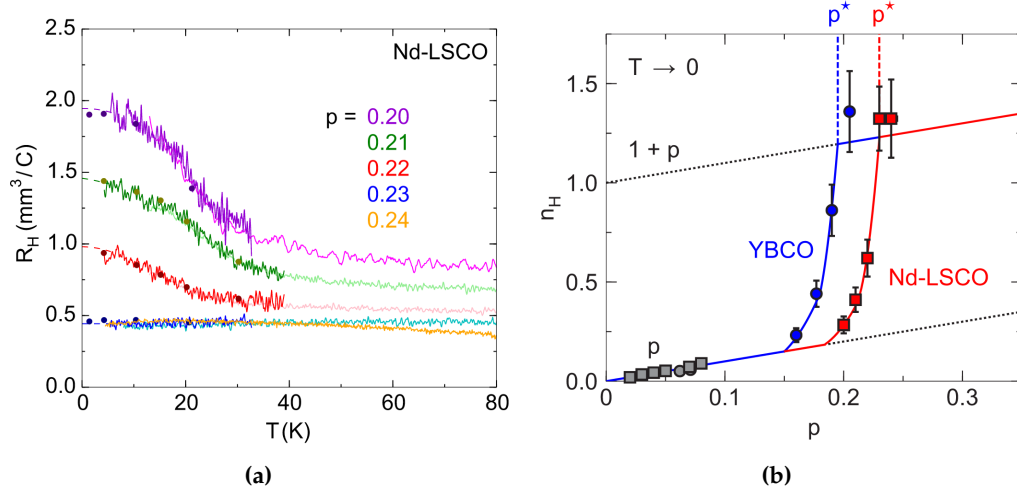 Nd-LSCO
p = 0.20
0.21
0.22
0.23
0.24
R_H (mm³/C)
2.5
2.0
1.5
1.0
0.5
0.0
0
20
40
60
80
T(K)
(a)
p* p*
T → 0
1 + p
YBCO
Nd-LSCO
p
n_H
1.5
1.0
0.5
0.0
0
0.1
0.2
0.3
p
(b)